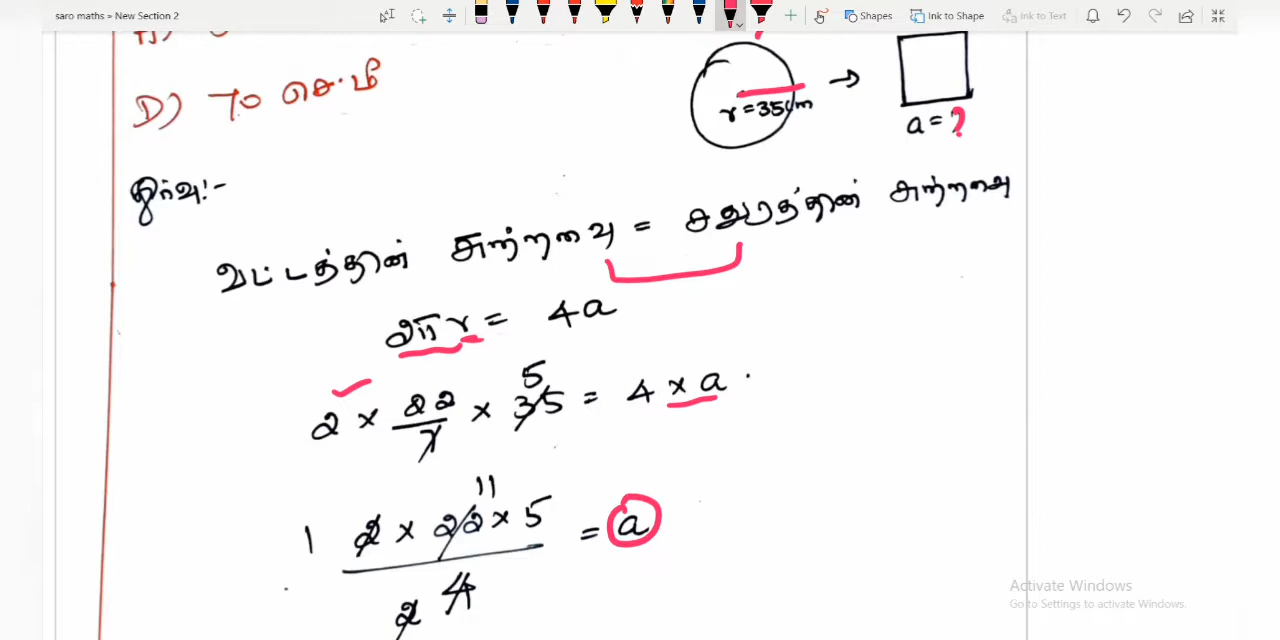 saro maths > New Section 2
Shapes
Ink to Shape
Ink to Text
D) 70 செ.மீ
r = 35cm
a = ?
தீர்வு:-
வட்டத்தின் சுற்றளவு = சதுரத்தின் சுற்றளவு
2πr = 4a
5
2 × 22/7 × 35 = 4 × a
11
1 2 × 22 × 5 = a
2 4
Activate Windows
Go to Settings to activate Windows.